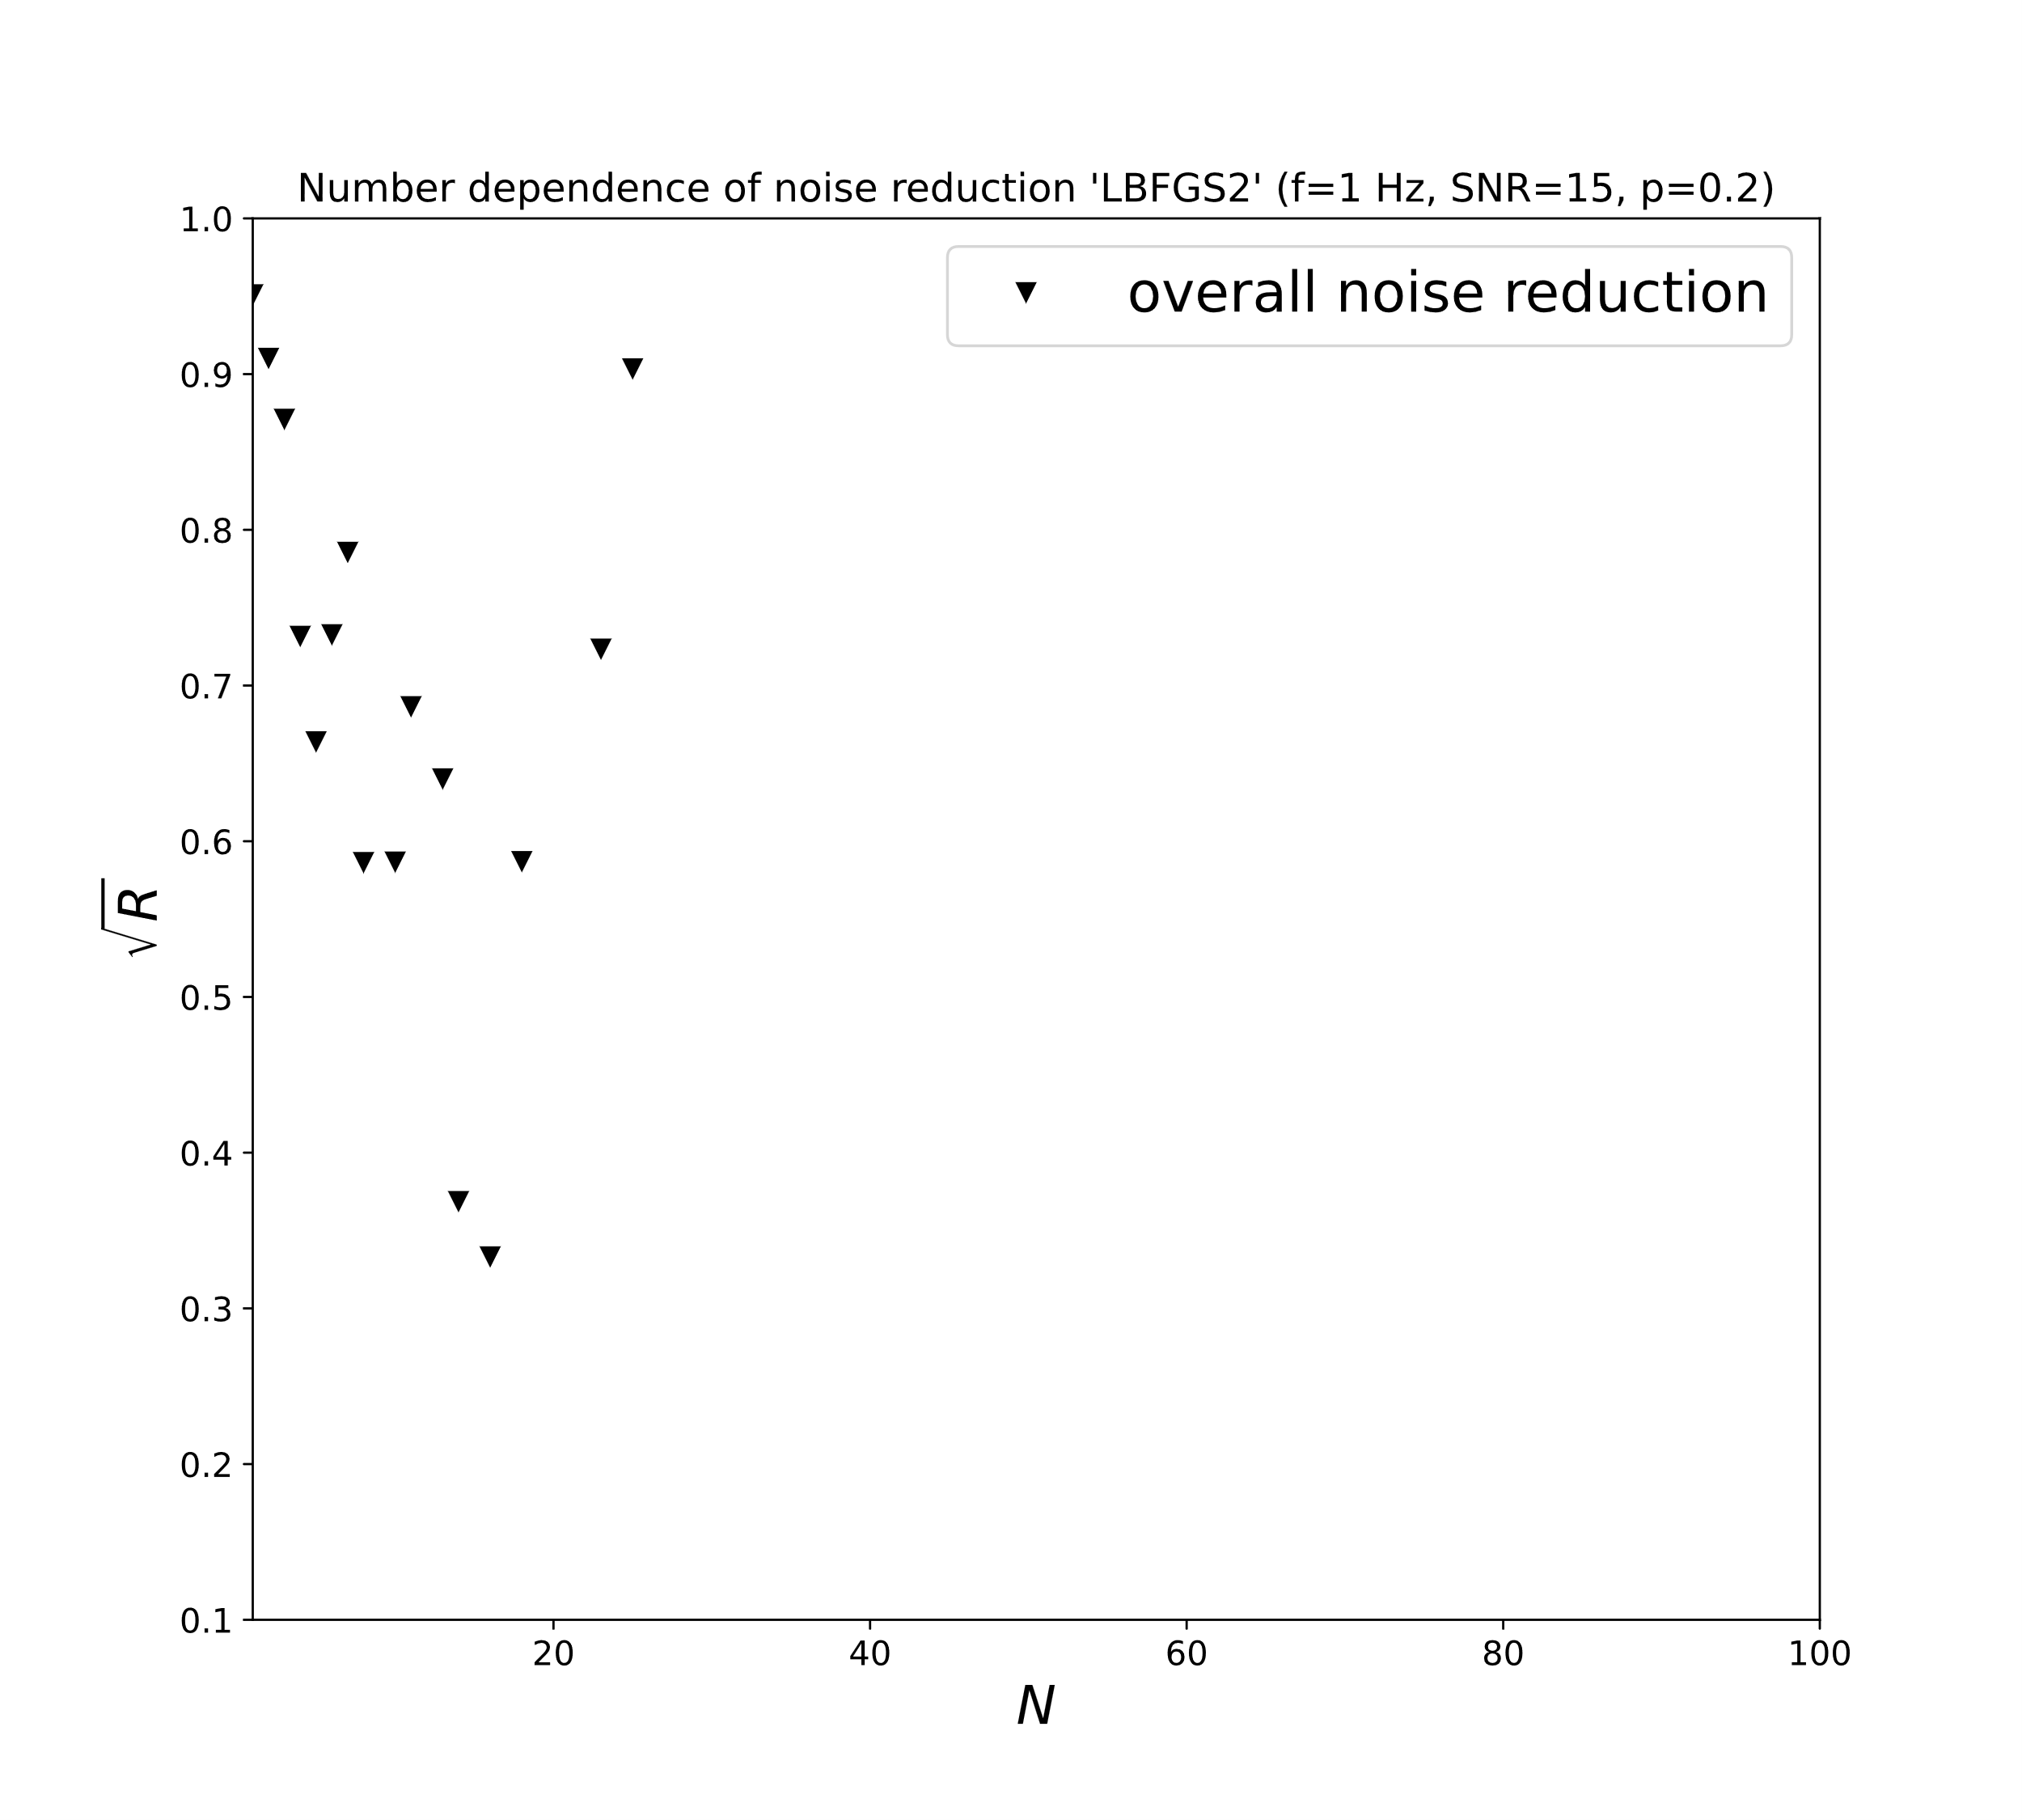 Number dependence of noise reduction 'LBFGS2' (f=1 Hz, SNR=15, p=0.2)
overall noise reduction
1.0
0.9
0.8
0.7
0.6
0.5
0.4
0.3
0.2
0.1
√R
20 40 60 80 100
N